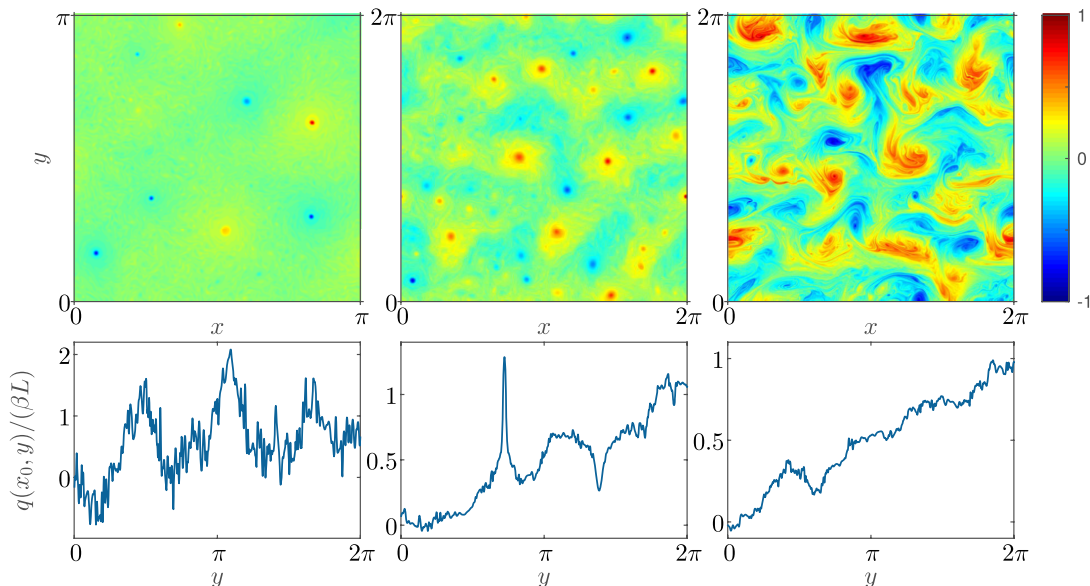 π 2π 2π 1
y 0
0 0 0 -1
0 π 0 2π 0 2π
x x x
q(x₀, y)/(βL)
2 1 1
1 0.5 0.5
0 0 0
0 π 2π 0 π 2π 0 π 2π
y y y